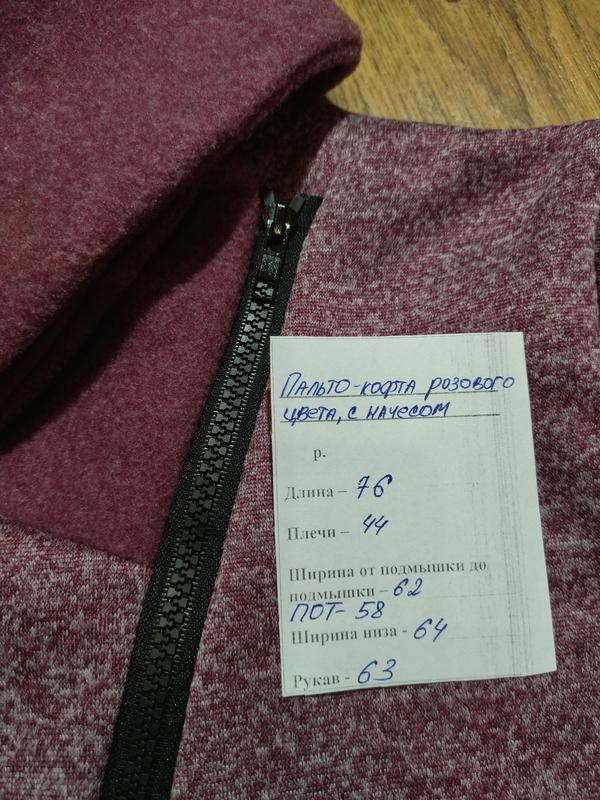 Пальто-кофта розового
цвета, с начесом
р.
Длина – 76
Плечи – 44
Ширина от подмышки до
подмышки – 62
ПОТ- 58
Ширина низа - 64
Рукав - 63